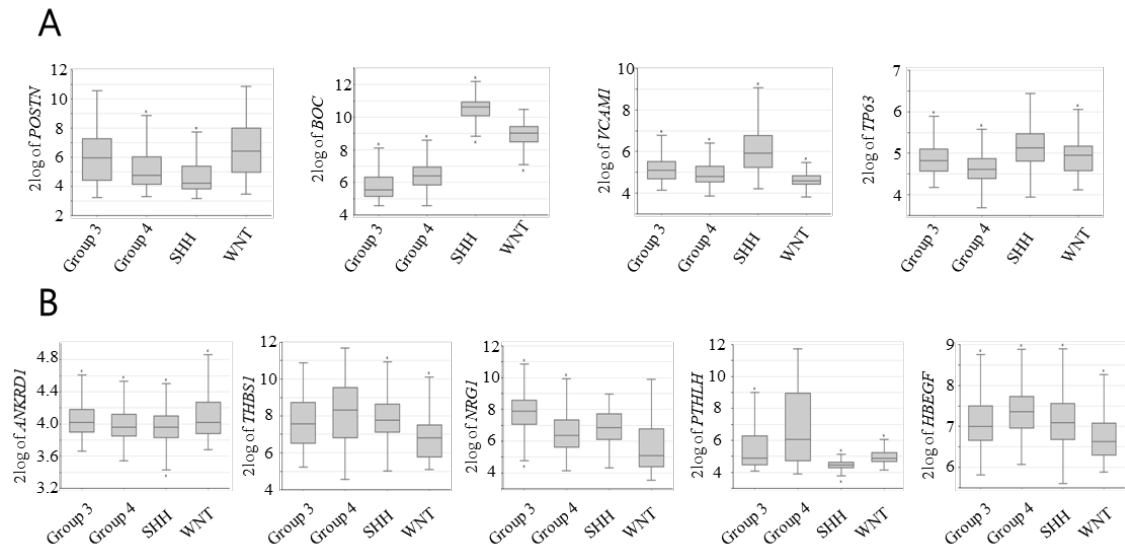 A
2log of POSTN
12
10
8
6
4
2
Group 3
Group 4
SHH
WNT
2log of BOC
12
10
8
6
4
Group 3
Group 4
SHH
WNT
2log of VCAM1
10
8
6
4
Group 3
Group 4
SHH
WNT
2log of TP63
7
6
5
4
Group 3
Group 4
SHH
WNT
B
2log of ANKRD1
4.8
4.4
4.0
3.6
3.2
Group 3
Group 4
SHH
WNT
2log of THBS1
12
10
8
6
4
Group 3
Group 4
SHH
WNT
2log of NRG1
12
10
8
6
4
Group 3
Group 4
SHH
WNT
2log of PTHLH
12
10
8
6
4
Group 3
Group 4
SHH
WNT
2log of HBEGF
9
8
7
6
Group 3
Group 4
SHH
WNT